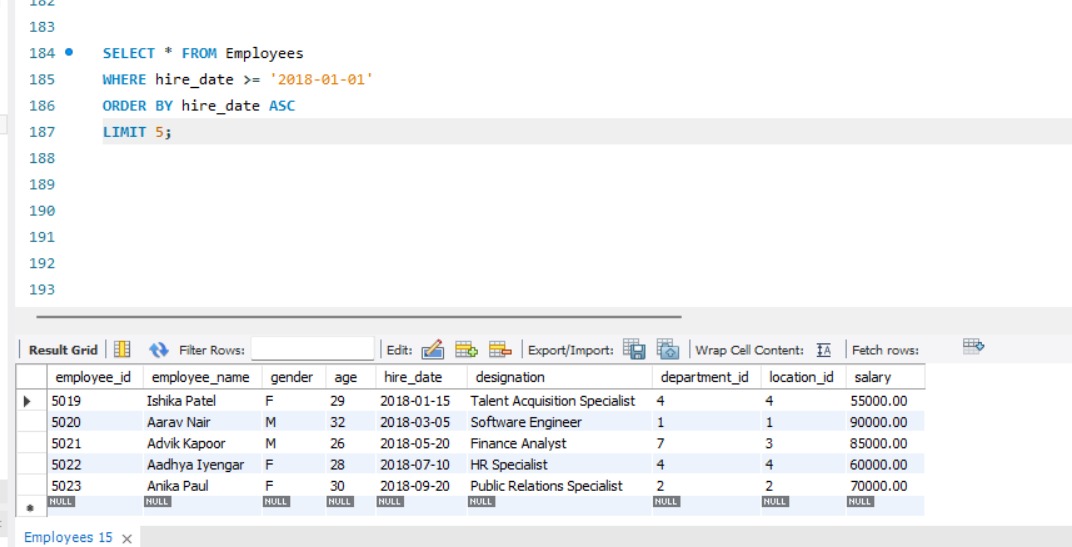 182
183
184 SELECT * FROM Employees
185 WHERE hire_date >= '2018-01-01'
186 ORDER BY hire_date ASC
187 LIMIT 5;
188
189
190
191
192
193
Result Grid Filter Rows: Edit: Export/Import: Wrap Cell Content: IA Fetch rows:
employee_id employee_name gender age hire_date designation department_id location_id salary
5019 Ishika Patel F 29 2018-01-15 Talent Acquisition Specialist 4 4 55000.00
5020 Aarav Nair M 32 2018-03-05 Software Engineer 1 1 90000.00
5021 Advik Kapoor M 26 2018-05-20 Finance Analyst 7 3 85000.00
5022 Aadhya Iyengar F 28 2018-07-10 HR Specialist 4 4 60000.00
5023 Anika Paul F 30 2018-09-20 Public Relations Specialist 2 2 70000.00
NULL NULL NULL NULL NULL NULL NULL NULL NULL
Employees 15